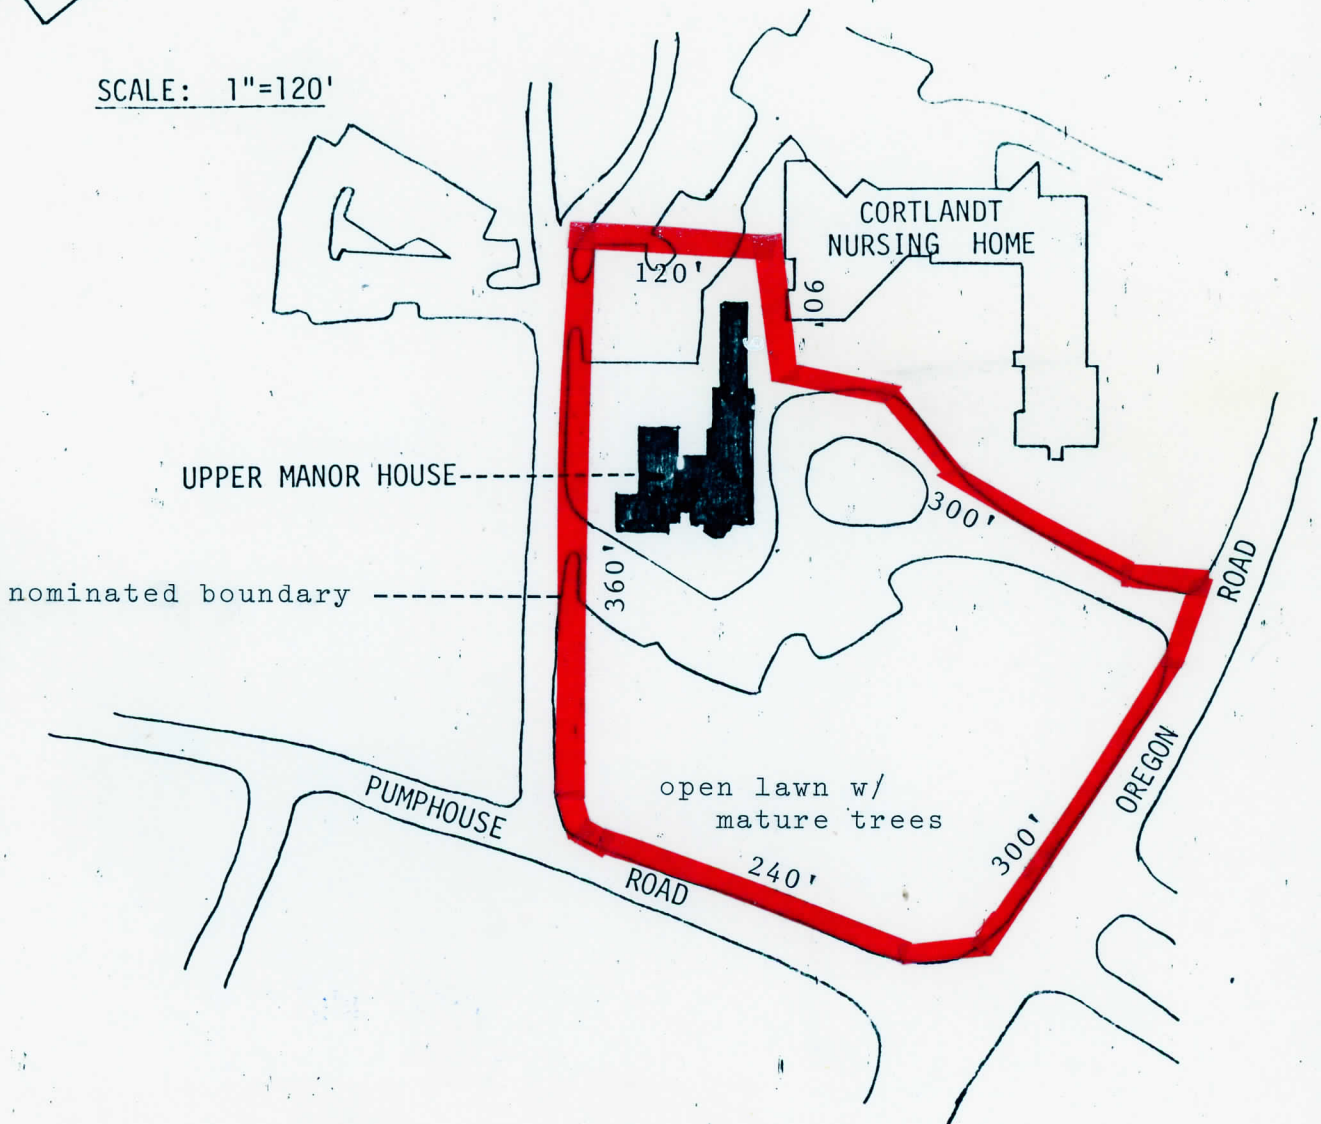 SCALE: 1"=120'
CORTLANDT
NURSING HOME
120'
90'
UPPER MANOR HOUSE
300'
ROAD
360'
nominated boundary
OREGON
PUMPHOUSE
open lawn w/
mature trees
300'
240'
ROAD